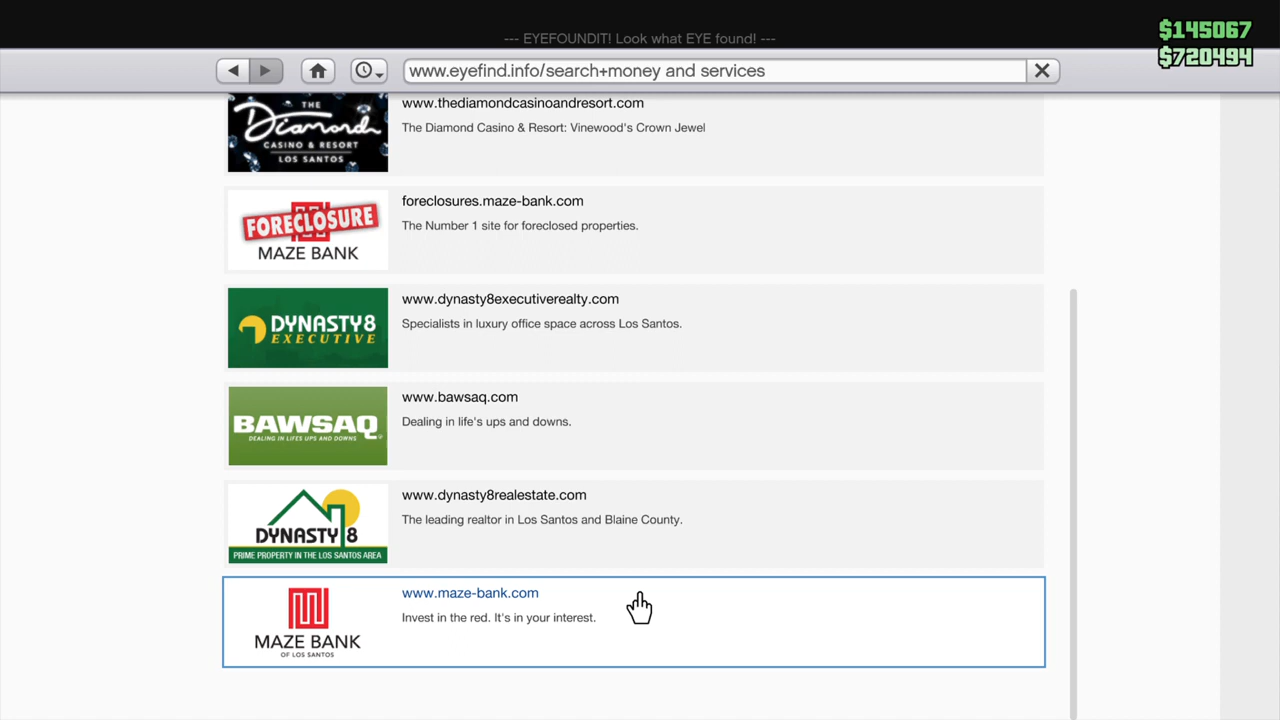 --- EYEFOUNDIT! Look what EYE found! ---
$145067
$720494
www.eyefind.info/search+money and services
THE
Diamond
CASINO & RESORT
LOS SANTOS
www.thediamondcasinoandresort.com
The Diamond Casino & Resort: Vinewood's Crown Jewel
FORECLOSURE
MAZE BANK
foreclosures.maze-bank.com
The Number 1 site for foreclosed properties.
DYNASTY 8
EXECUTIVE
www.dynasty8executiverealty.com
Specialists in luxury office space across Los Santos.
BAWSAQ
DEALING IN LIFES UPS AND DOWNS
www.bawsaq.com
Dealing in life's ups and downs.
DYNASTY 8
PRIME PROPERTY IN THE LOS SANTOS AREA
www.dynasty8realestate.com
The leading realtor in Los Santos and Blaine County.
MAZE BANK
OF LOS SANTOS
www.maze-bank.com
Invest in the red. It's in your interest.